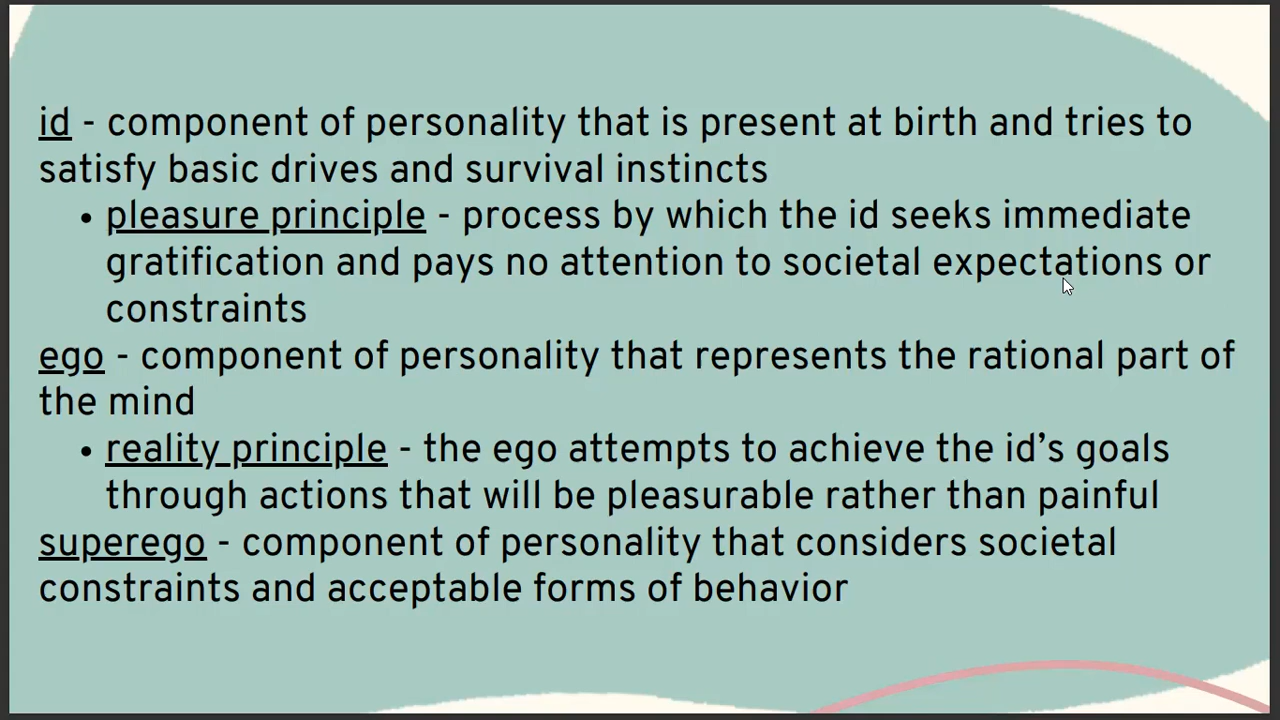 id - component of personality that is present at birth and tries to
satisfy basic drives and survival instincts
• pleasure principle - process by which the id seeks immediate
gratification and pays no attention to societal expectations or
constraints
ego - component of personality that represents the rational part of
the mind
• reality principle - the ego attempts to achieve the id’s goals
through actions that will be pleasurable rather than painful
superego - component of personality that considers societal
constraints and acceptable forms of behavior